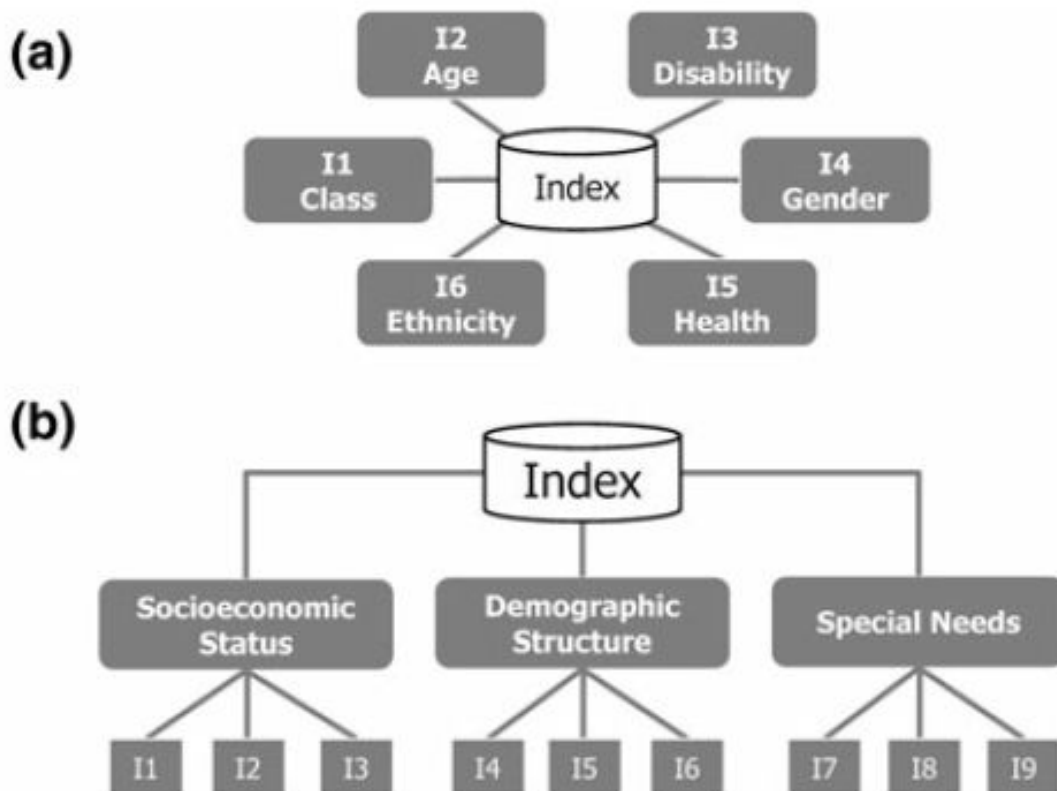 (a)
I2
Age
I3
Disability
I1
Class
Index
I4
Gender
I6
Ethnicity
I5
Health
(b)
Index
Socioeconomic
Status
Demographic
Structure
Special Needs
I1
I2
I3
I4
I5
I6
I7
I8
I9